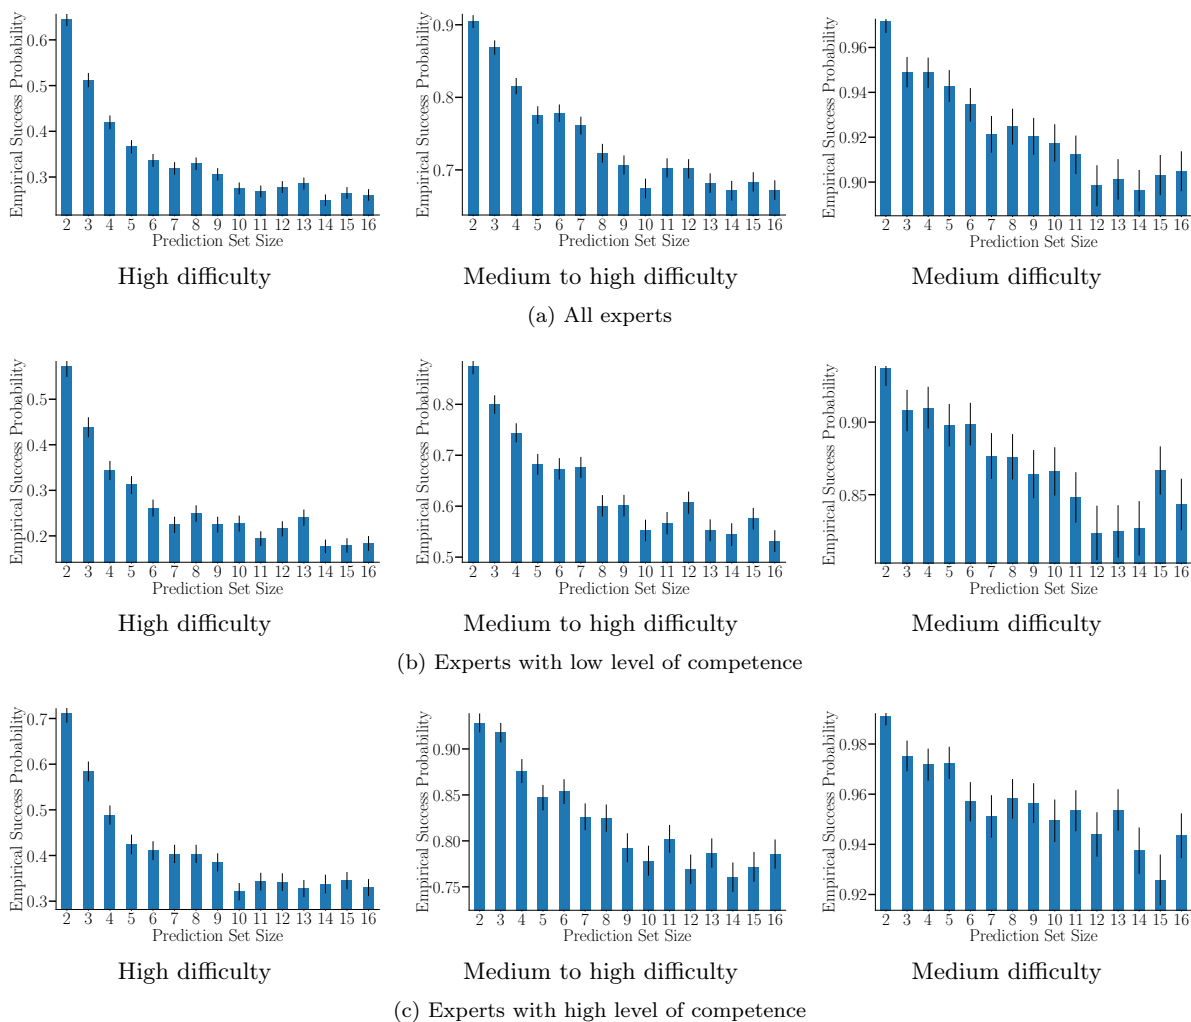 Empirical Success Probability
0.6
0.5
0.4
0.3
2 3 4 5 6 7 8 9 10 11 12 13 14 15 16
Prediction Set Size
High difficulty
Empirical Success Probability
0.9
0.8
0.7
2 3 4 5 6 7 8 9 10 11 12 13 14 15 16
Prediction Set Size
Medium to high difficulty
Empirical Success Probability
0.96
0.94
0.92
0.90
2 3 4 5 6 7 8 9 10 11 12 13 14 15 16
Prediction Set Size
Medium difficulty
(a) All experts
Empirical Success Probability
0.5
0.4
0.3
0.2
2 3 4 5 6 7 8 9 10 11 12 13 14 15 16
Prediction Set Size
High difficulty
Empirical Success Probability
0.8
0.7
0.6
0.5
2 3 4 5 6 7 8 9 10 11 12 13 14 15 16
Prediction Set Size
Medium to high difficulty
Empirical Success Probability
0.90
0.85
2 3 4 5 6 7 8 9 10 11 12 13 14 15 16
Prediction Set Size
Medium difficulty
(b) Experts with low level of competence
Empirical Success Probability
0.7
0.6
0.5
0.4
0.3
2 3 4 5 6 7 8 9 10 11 12 13 14 15 16
Prediction Set Size
High difficulty
Empirical Success Probability
0.90
0.85
0.80
0.75
2 3 4 5 6 7 8 9 10 11 12 13 14 15 16
Prediction Set Size
Medium to high difficulty
Empirical Success Probability
0.98
0.96
0.94
0.92
2 3 4 5 6 7 8 9 10 11 12 13 14 15 16
Prediction Set Size
Medium difficulty
(c) Experts with high level of competence